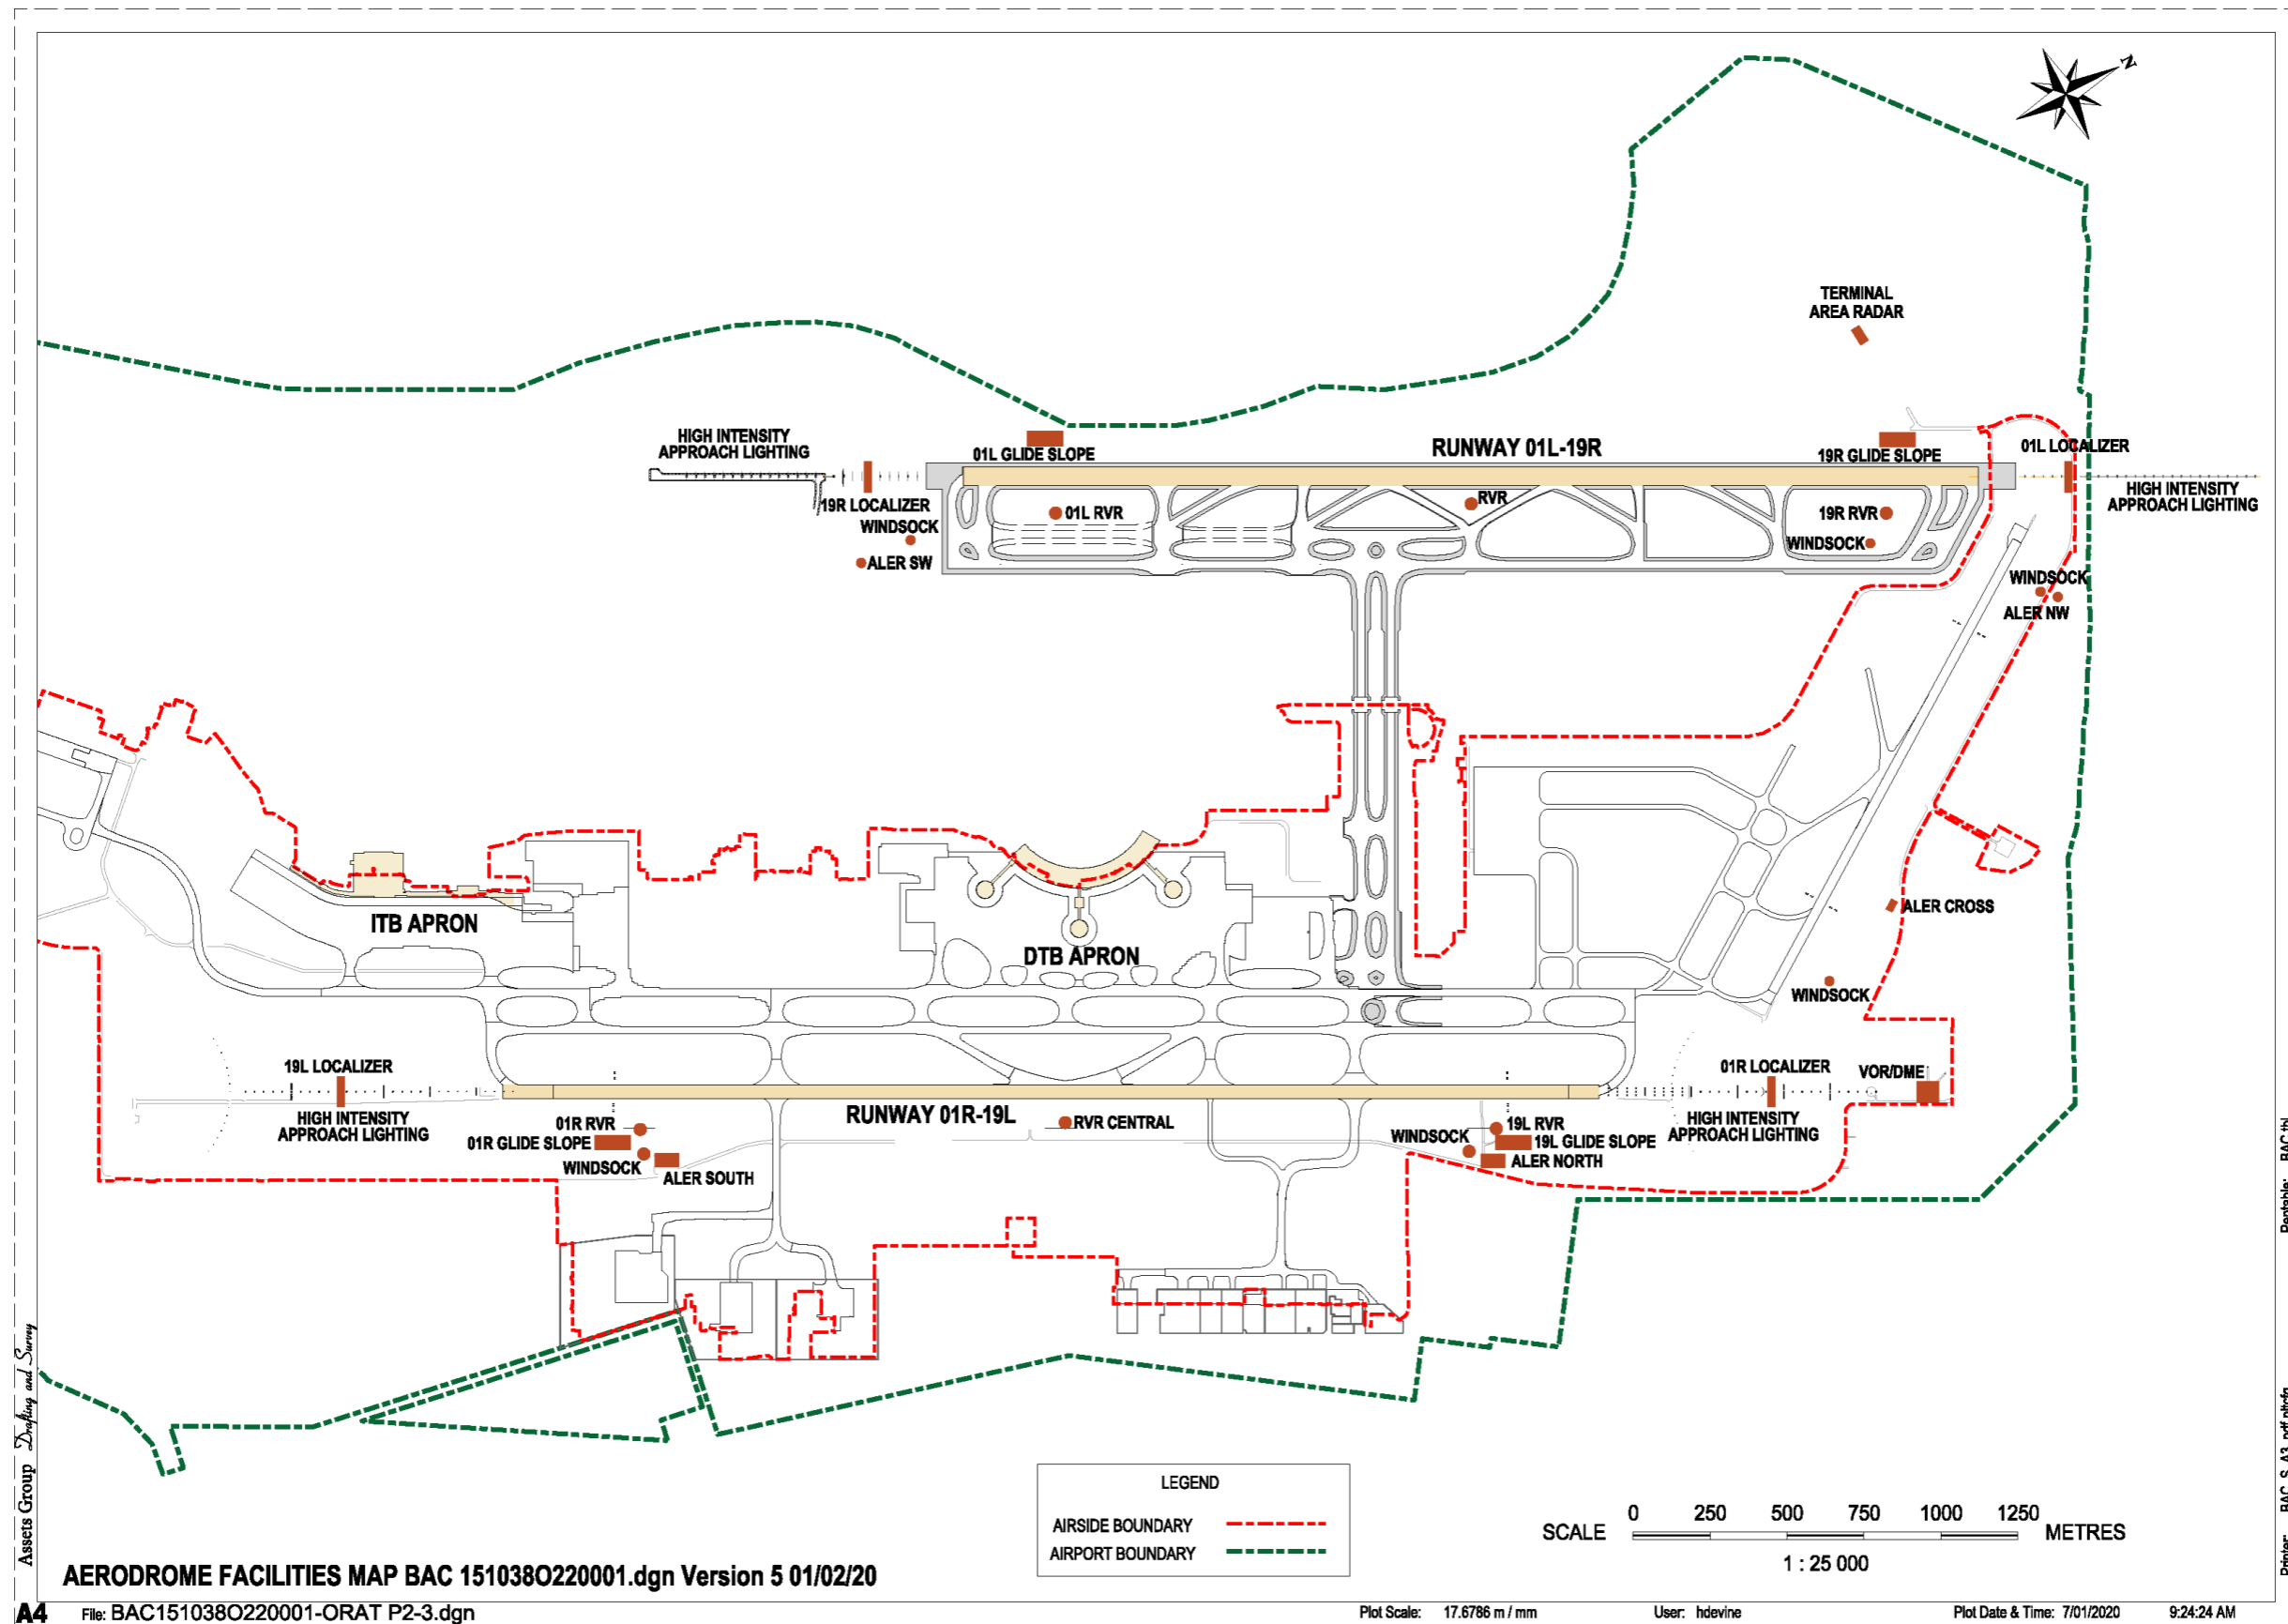 N
TERMINAL
AREA RADAR
HIGH INTENSITY
APPROACH LIGHTING
01L GLIDE SLOPE
RUNWAY 01L-19R
19R GLIDE SLOPE
01L LOCALIZER
HIGH INTENSITY
APPROACH LIGHTING
19R LOCALIZER
WINDSOCK
ALER SW
01L RVR
RVR
19R RVR
WINDSOCK
WINDSOCK
ALER NW
ITB APRON
DTB APRON
ALER CROSS
WINDSOCK
19L LOCALIZER
HIGH INTENSITY
APPROACH LIGHTING
01R LOCALIZER
VOR/DME
HIGH INTENSITY
APPROACH LIGHTING
RUNWAY 01R-19L
01R RVR
01R GLIDE SLOPE
WINDSOCK
ALER SOUTH
RVR CENTRAL
WINDSOCK
19L RVR
19L GLIDE SLOPE
ALER NORTH
LEGEND
AIRSIDE BOUNDARY
AIRPORT BOUNDARY
SCALE
0 250 500 750 1000 1250
METRES
1 : 25 000
AERODROME FACILITIES MAP BAC 151038O220001.dgn Version 5 01/02/20
Assets Group Drafting and Survey
A4
File: BAC151038O220001-ORAT P2-3.dgn
Plot Scale: 17.6786 m / mm
User: hdevine
Plot Date & Time: 7/01/2020 9:24:24 AM